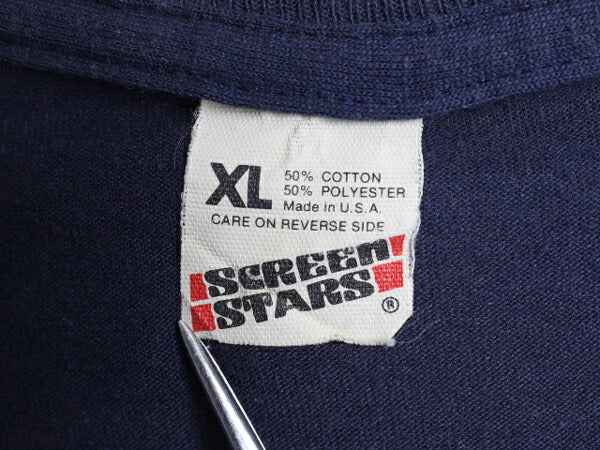 XL
50% COTTON
50% POLYESTER
Made in U.S.A.
CARE ON REVERSE SIDE
SCREEN
STARS ®